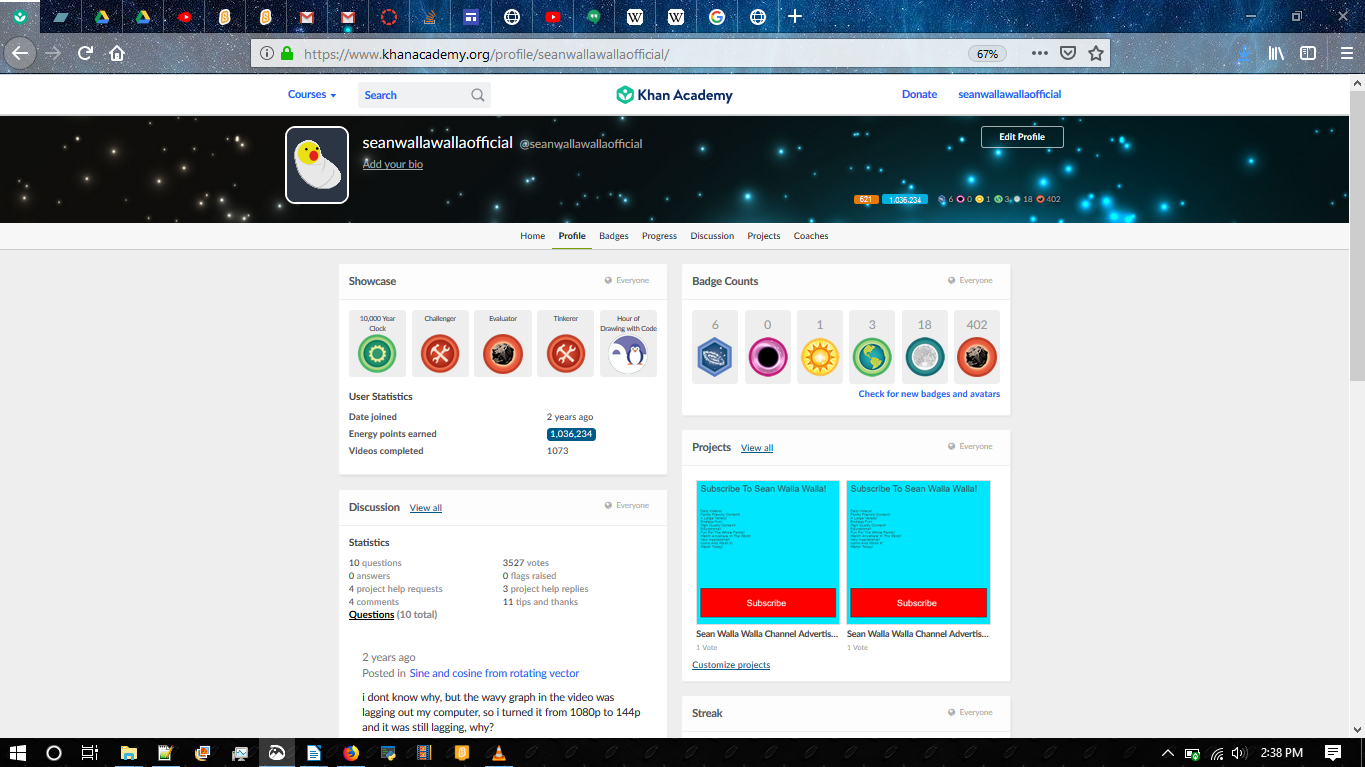 https://www.khanacademy.org/profile/seanwallawallaofficial/
67%
Courses
Search
Khan Academy
Donate
seanwallawallaofficial
seanwallawallaofficial @seanwallawallaofficial
Add your bio
Edit Profile
621 1,036,234 6 0 1 3 18 402
Home Profile Badges Progress Discussion Projects Coaches
Showcase
Everyone
10,000 Year
Clock
Challenger
Evaluator
Tinkerer
Hour of
Drawing with Code
User Statistics
Date joined 2 years ago
Energy points earned 1,036,234
Videos completed 1073
Badge Counts
Everyone
6 0 1 3 18 402
Check for new badges and avatars
Discussion View all
Everyone
Statistics
10 questions 3527 votes
0 answers 0 flags raised
4 project help requests 3 project help replies
4 comments 11 tips and thanks
Questions (10 total)
2 years ago
Posted in Sine and cosine from rotating vector
i dont know why, but the wavy graph in the video was
lagging out my computer, so i turned it from 1080p to 144p
and it was still lagging, why?
Projects View all
Everyone
Subscribe To Sean Walla Walla!
Subscribe
Sean Walla Walla Channel Advertis...
1 Vote
Subscribe To Sean Walla Walla!
Subscribe
Sean Walla Walla Channel Advertis...
1 Vote
Customize projects
Streak
Everyone
2:38 PM